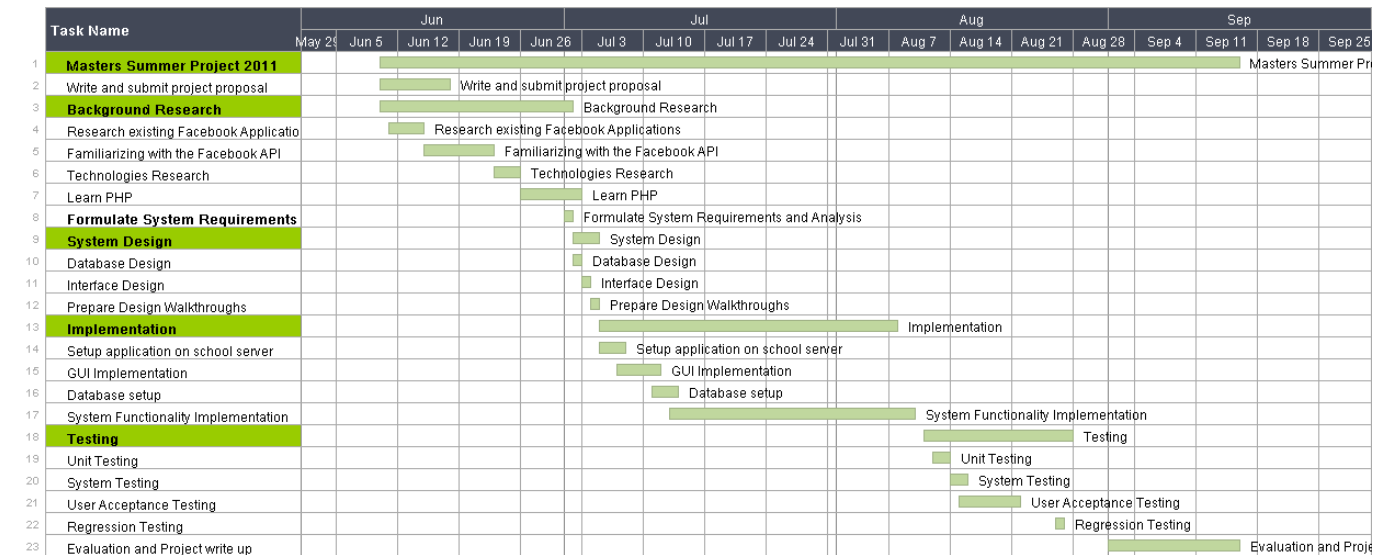 Task Name
Jun Jul Aug Sep
May 29 Jun 5 Jun 12 Jun 19 Jun 26 Jul 3 Jul 10 Jul 17 Jul 24 Jul 31 Aug 7 Aug 14 Aug 21 Aug 28 Sep 4 Sep 11 Sep 18 Sep 25
1 Masters Summer Project 2011 Masters Summer Pr
2 Write and submit project proposal Write and submit project proposal
3 Background Research Background Research
4 Research existing Facebook Applicatio Research existing Facebook Applications
5 Familiarizing with the Facebook API Familiarizing with the Facebook API
6 Technologies Research Technologies Research
7 Learn PHP Learn PHP
8 Formulate System Requirements Formulate System Requirements and Analysis
9 System Design System Design
10 Database Design Database Design
11 Interface Design Interface Design
12 Prepare Design Walkthroughs Prepare Design Walkthroughs
13 Implementation Implementation
14 Setup application on school server Setup application on school server
15 GUI Implementation GUI Implementation
16 Database setup Database setup
17 System Functionality Implementation System Functionality Implementation
18 Testing Testing
19 Unit Testing Unit Testing
20 System Testing System Testing
21 User Acceptance Testing User Acceptance Testing
22 Regression Testing Regression Testing
23 Evaluation and Project write up Evaluation and Proje